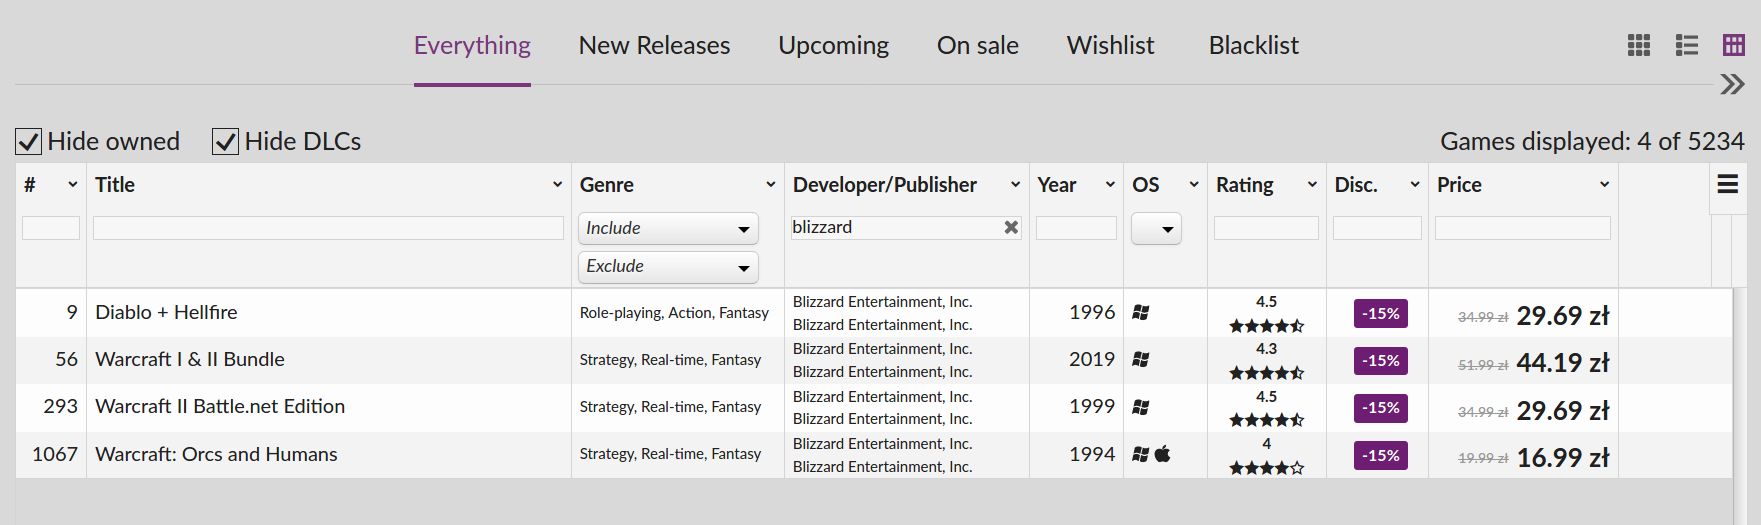 Everything New Releases Upcoming On sale Wishlist Blacklist
Hide owned Hide DLCs Games displayed: 4 of 5234
# Title Genre Developer/Publisher Year OS Rating Disc. Price
Include blizzard
Exclude
9 Diablo + Hellfire Role-playing, Action, Fantasy Blizzard Entertainment, Inc. 1996 4.5 -15% 34.99 zł 29.69 zł
Blizzard Entertainment, Inc.
56 Warcraft I & II Bundle Strategy, Real-time, Fantasy Blizzard Entertainment, Inc. 2019 4.3 -15% 51.99 zł 44.19 zł
Blizzard Entertainment, Inc.
293 Warcraft II Battle.net Edition Strategy, Real-time, Fantasy Blizzard Entertainment, Inc. 1999 4.5 -15% 34.99 zł 29.69 zł
Blizzard Entertainment, Inc.
1067 Warcraft: Orcs and Humans Strategy, Real-time, Fantasy Blizzard Entertainment, Inc. 1994 4 -15% 19.99 zł 16.99 zł
Blizzard Entertainment, Inc.